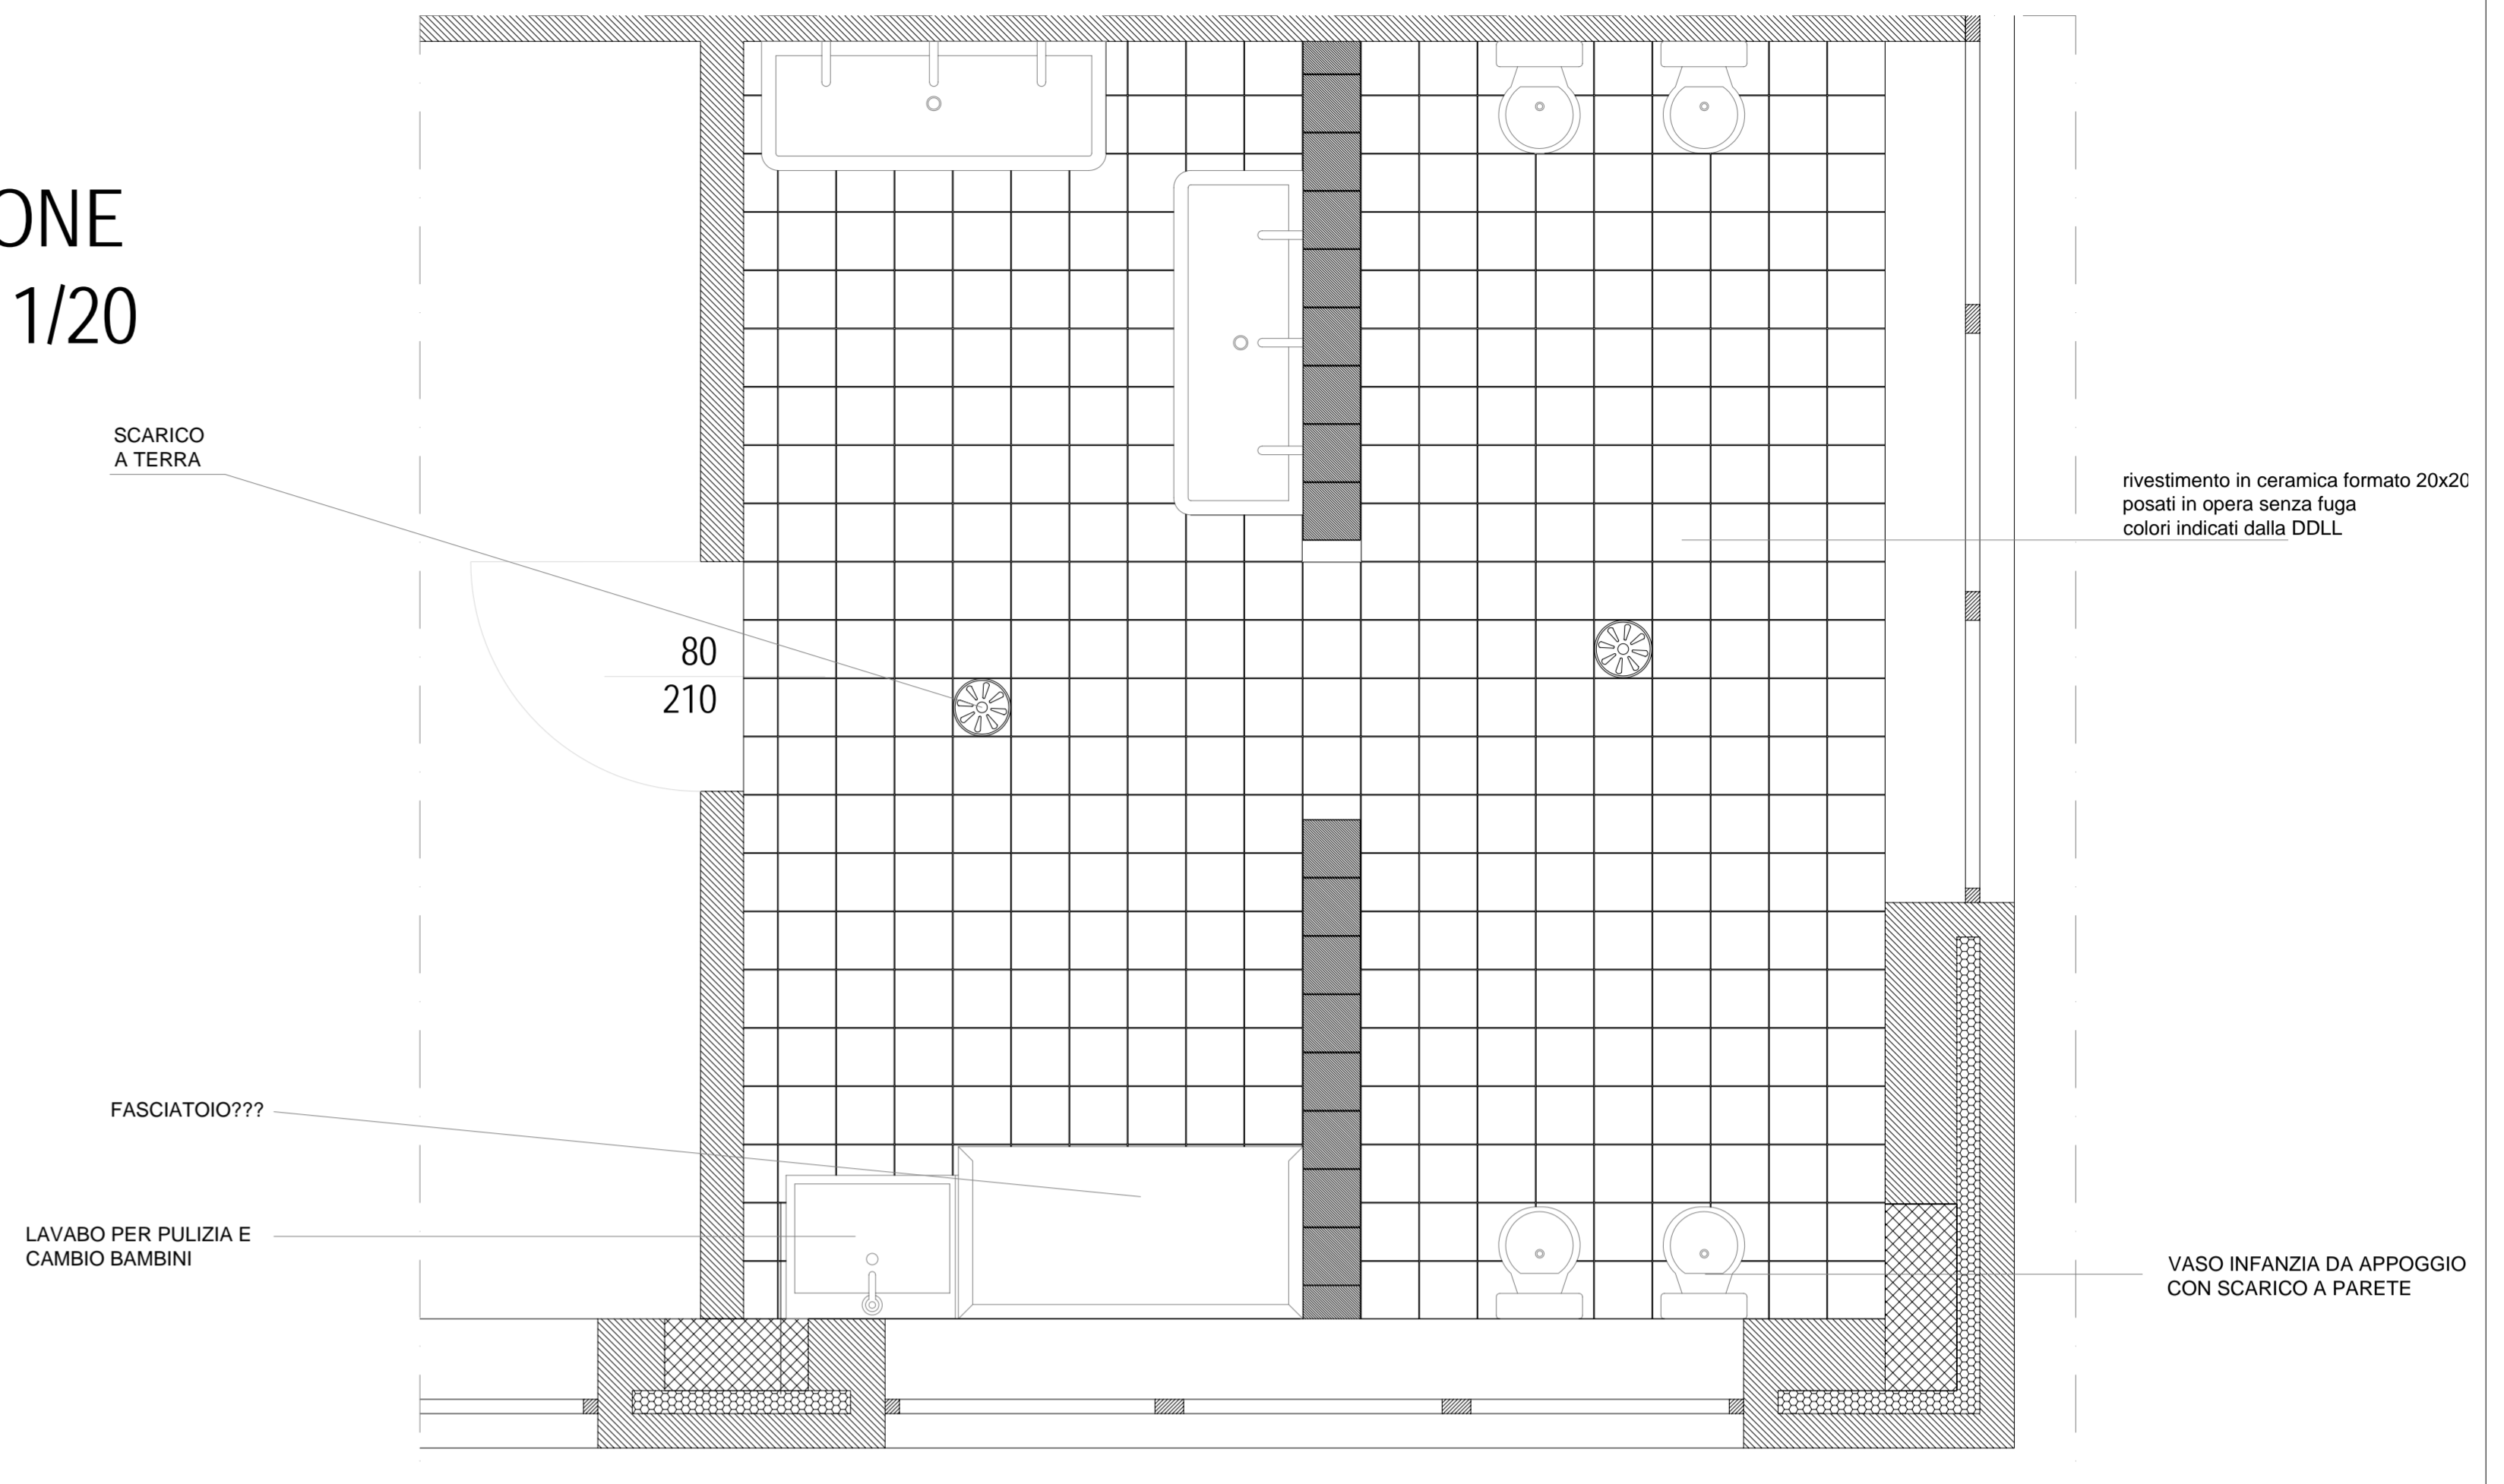 ONE
1/20
SCARICO
A TERRA
rivestimento in ceramica formato 20x20
posati in opera senza fuga
colori indicati dalla DDLL
80
210
FASCIATOIO???
LAVABO PER PULIZIA E
CAMBIO BAMBINI
VASO INFANZIA DA APPOGGIO
CON SCARICO A PARETE